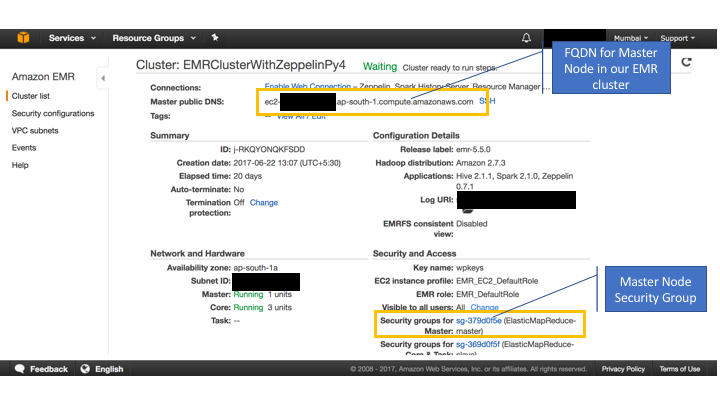 Services Resource Groups Mumbai Support
FQDN for Master
Node in our EMR
cluster
Amazon EMR
Cluster list
Security configurations
VPC subnets
Events
Help
Cluster: EMRClusterWithZeppelinPy4 Waiting Cluster ready to run steps.
Connections: Enable Web Connection – Zeppelin, Spark History Server, Resource Manager ...
Master public DNS: ec2- .ap-south-1.compute.amazonaws.com SSH
Tags: -- View All / Edit
Summary
ID: j-RKQYONQKFSDD
Creation date: 2017-06-22 13:07 (UTC+5:30)
Elapsed time: 20 days
Auto-terminate: No
Termination Off Change
protection:
Configuration Details
Release label: emr-5.5.0
Hadoop distribution: Amazon 2.7.3
Applications: Hive 2.1.1, Spark 2.1.0, Zeppelin
0.7.1
Log URI:
EMRFS consistent Disabled
view:
Network and Hardware
Availability zone: ap-south-1a
Subnet ID:
Master: Running 1 units
Core: Running 3 units
Task: --
Security and Access
Key name: wpkeys
EC2 instance profile: EMR_EC2_DefaultRole
EMR role: EMR_DefaultRole
Visible to all users: All Change
Security groups for sg-379d0f5e (ElasticMapReduce-
Master: master)
Security groups for sg-369d0f5f (ElasticMapReduce-
Core & Task: slave)
Master Node
Security Group
Feedback English © 2008 - 2017, Amazon Web Services, Inc. or its affiliates. All rights reserved. Privacy Policy Terms of Use